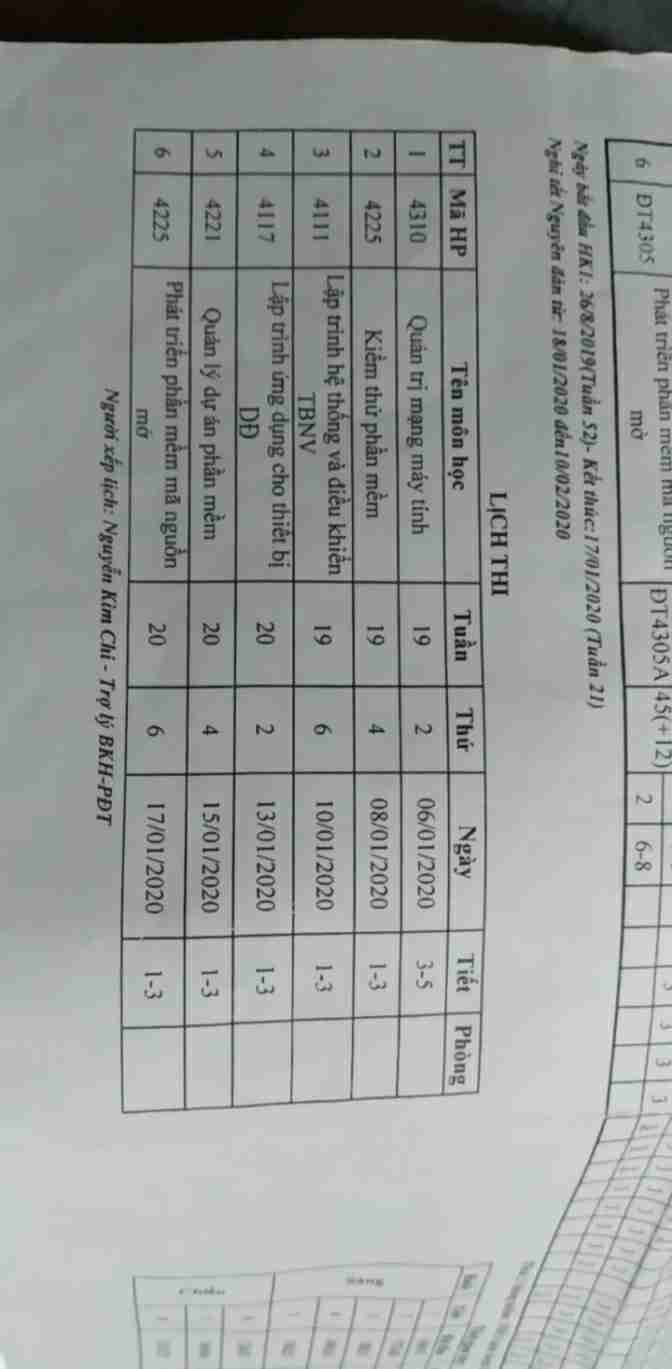 6 ĐT4305 Phát triển phần mềm mã nguồn mở ĐT4305A 45(+12) 2 6-8
Ngày bắt đầu HK1: 26/8/2019(Tuần 52)- Kết thúc:17/01/2020 (Tuần 21)
Nghỉ tết Nguyên đán từ: 18/01/2020 đến10/02/2020
LỊCH THI
TT Mã HP Tên môn học Tuần Thứ Ngày Tiết Phòng
1 4310 Quản trị mạng máy tính 19 2 06/01/2020 3-5
2 4225 Kiểm thử phần mềm 19 4 08/01/2020 1-3
3 4111 Lập trình hệ thống và điều khiển TBNV 19 6 10/01/2020 1-3
4 4117 Lập trình ứng dụng cho thiết bị DĐ 20 2 13/01/2020 1-3
5 4221 Quản lý dự án phần mềm 20 4 15/01/2020 1-3
6 4225 Phát triển phần mềm mã nguồn mở 20 6 17/01/2020 1-3
Người xếp lịch: Nguyễn Kim Chi - Trợ lý BKH-PĐT